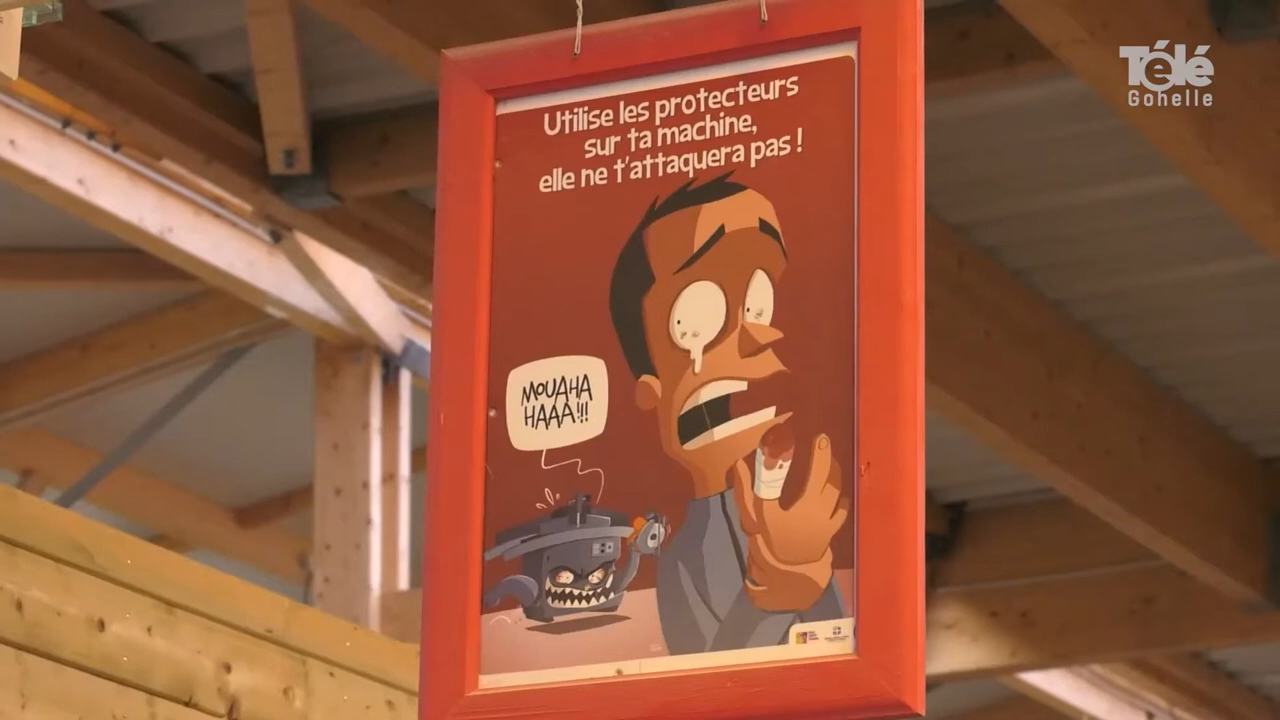 Télé
Gohelle
Utilise les protecteurs
sur ta machine,
elle ne t'attaquera pas !
MOUAHA
HAAA!!!